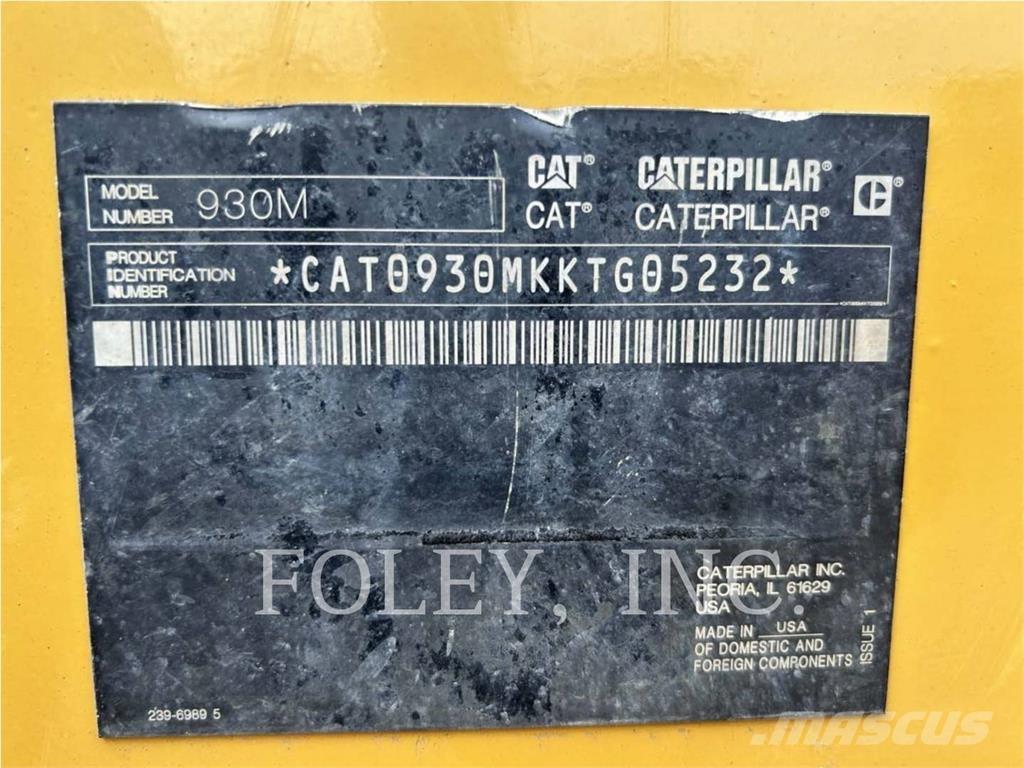 CAT® CATERPILLAR®
MODEL NUMBER 930M
CAT® CATERPILLAR® C®
PRODUCT IDENTIFICATION NUMBER *CAT0930MKKTG05232*
FOLEY, INC.
CATERPILLAR INC.
PEORIA, IL 61629
USA
MADE IN USA
OF DOMESTIC AND
FOREIGN COMPONENTS
ISSUE 1
239-6989 5
MASCUS